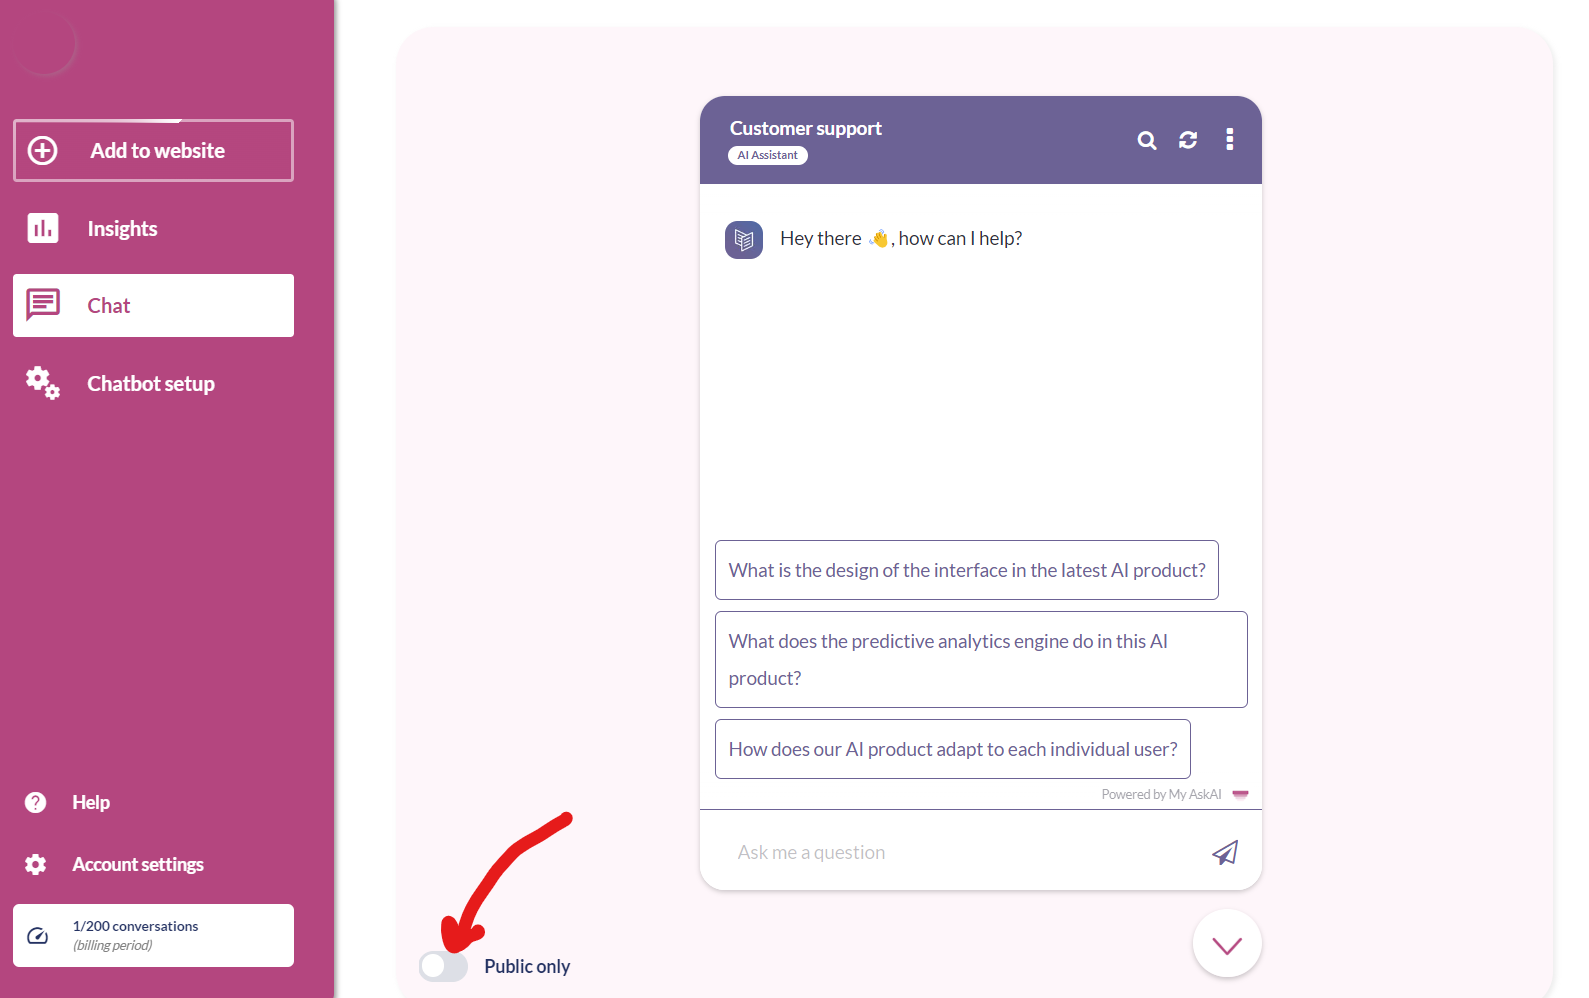 Add to website
Insights
Chat
Chatbot setup
Help
Account settings
1/200 conversations
(billing period)
Customer support
AI Assistant
Hey there 👋, how can I help?
What is the design of the interface in the latest AI product?
What does the predictive analytics engine do in this AI
product?
How does our AI product adapt to each individual user?
Powered by My AskAI
Ask me a question
Public only